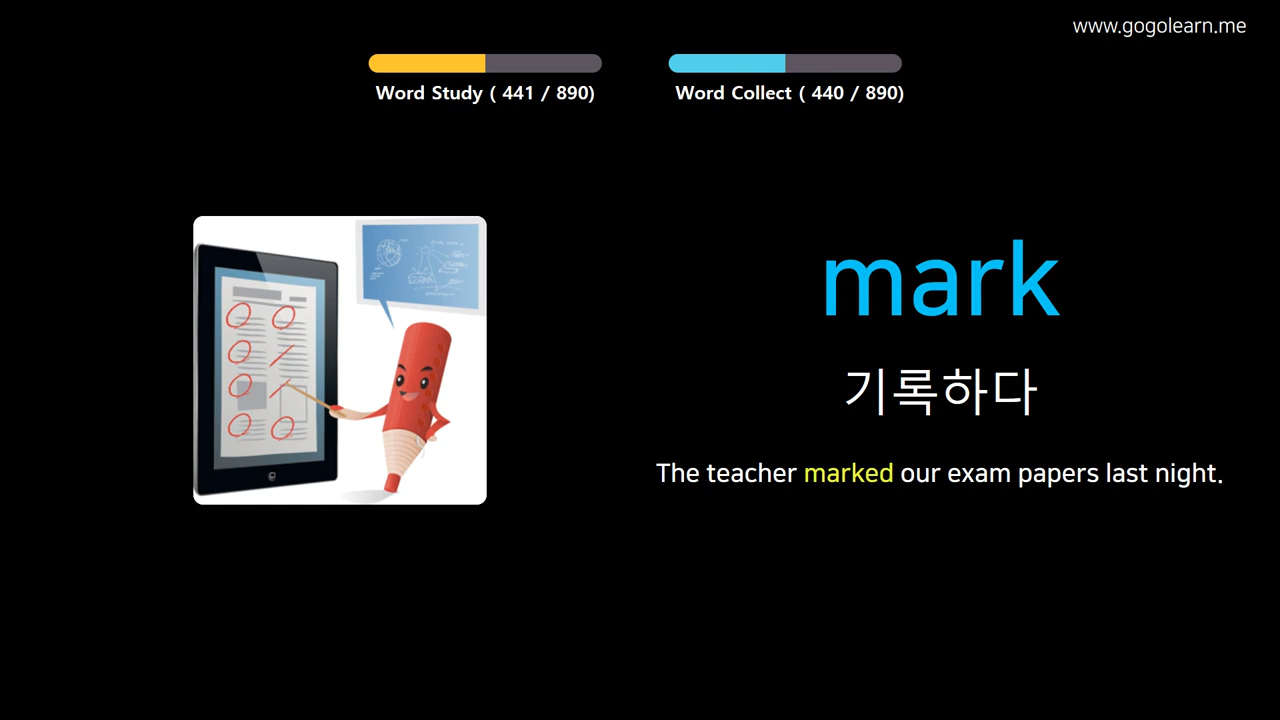 www.gogolearn.me
Word Study ( 441 / 890)
Word Collect ( 440 / 890)
mark
기록하다
The teacher marked our exam papers last night.